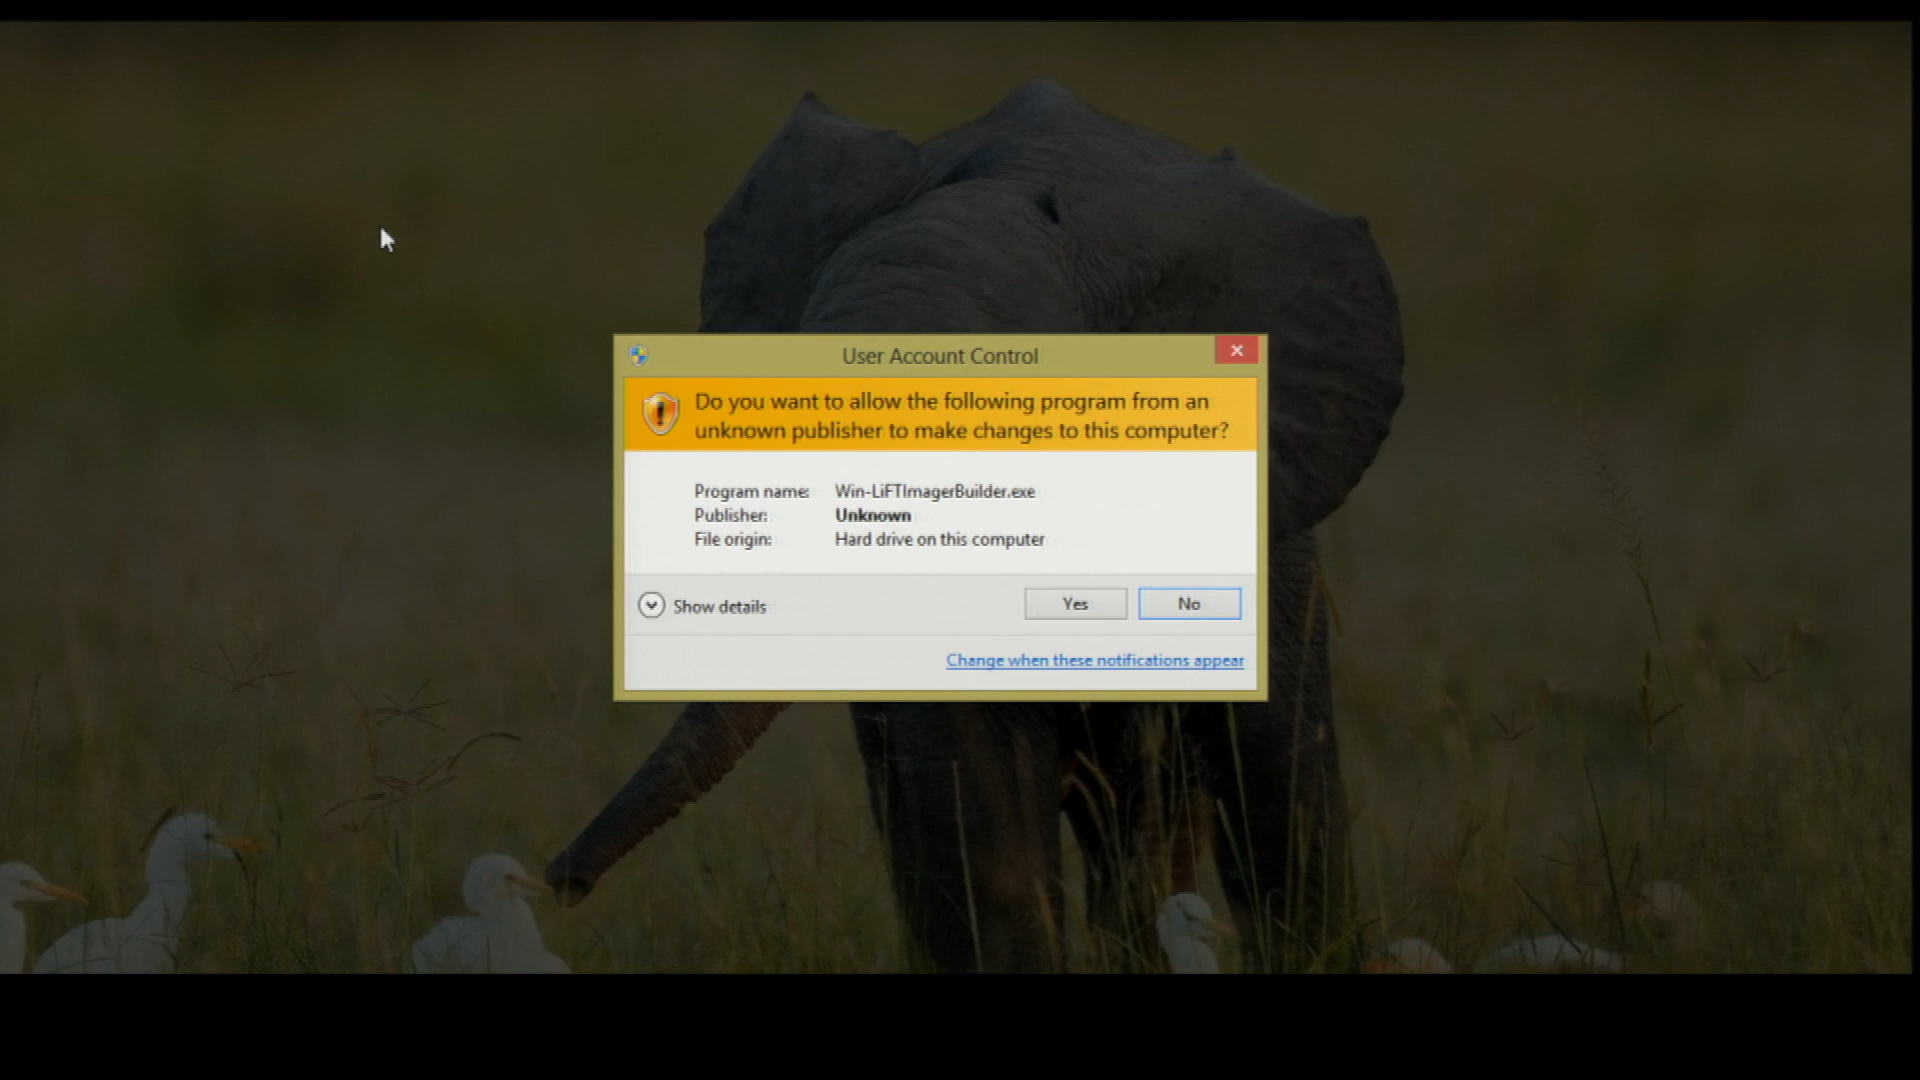 User Account Control
Do you want to allow the following program from an
unknown publisher to make changes to this computer?
Program name: Win-LiFTImagerBuilder.exe
Publisher: Unknown
File origin: Hard drive on this computer
Show details
Yes
No
Change when these notifications appear